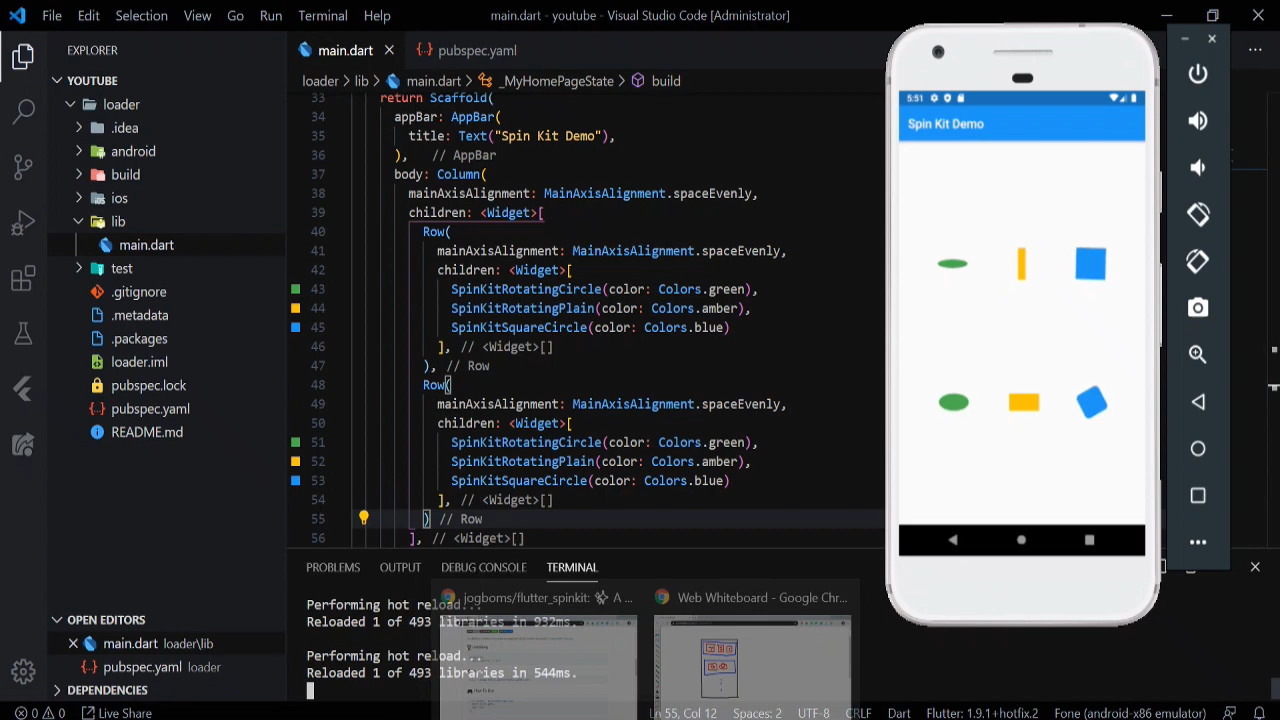 File Edit Selection View Go Run Terminal Help
main.dart - youtube - Visual Studio Code [Administrator]
EXPLORER
YOUTUBE
loader
.idea
android
build
ios
lib
main.dart
test
.gitignore
.metadata
.packages
loader.iml
pubspec.lock
pubspec.yaml
README.md
OPEN EDITORS
main.dart loader\lib
pubspec.yaml loader
DEPENDENCIES
main.dart
pubspec.yaml
loader > lib > main.dart > _MyHomePageState > build
33 return Scaffold(
34 appBar: AppBar(
35 title: Text("Spin Kit Demo"),
36 ), // AppBar
37 body: Column(
38 mainAxisAlignment: MainAxisAlignment.spaceEvenly,
39 children: <Widget>[
40 Row(
41 mainAxisAlignment: MainAxisAlignment.spaceEvenly,
42 children: <Widget>[
43 SpinKitRotatingCircle(color: Colors.green),
44 SpinKitRotatingPlain(color: Colors.amber),
45 SpinKitSquareCircle(color: Colors.blue)
46 ], // <Widget>[]
47 ), // Row
48 Row(
49 mainAxisAlignment: MainAxisAlignment.spaceEvenly,
50 children: <Widget>[
51 SpinKitRotatingCircle(color: Colors.green),
52 SpinKitRotatingPlain(color: Colors.amber),
53 SpinKitSquareCircle(color: Colors.blue)
54 ], // <Widget>[]
55 ) // Row
56 ], // <Widget>[]
PROBLEMS OUTPUT DEBUG CONSOLE TERMINAL
Performing hot reload...
Reloaded 1 of 493 libraries in 932ms.
Performing hot reload...
Reloaded 1 of 493 libraries in 544ms.
jogboms/flutter_spinkit: A ...
Web Whiteboard - Google Chr...
5:51
Spin Kit Demo
0 0 Live Share
Ln 55, Col 12 Spaces: 2 UTF-8 CRLF Dart Flutter: 1.9.1+hotfix.2 Fone (android-x86 emulator)